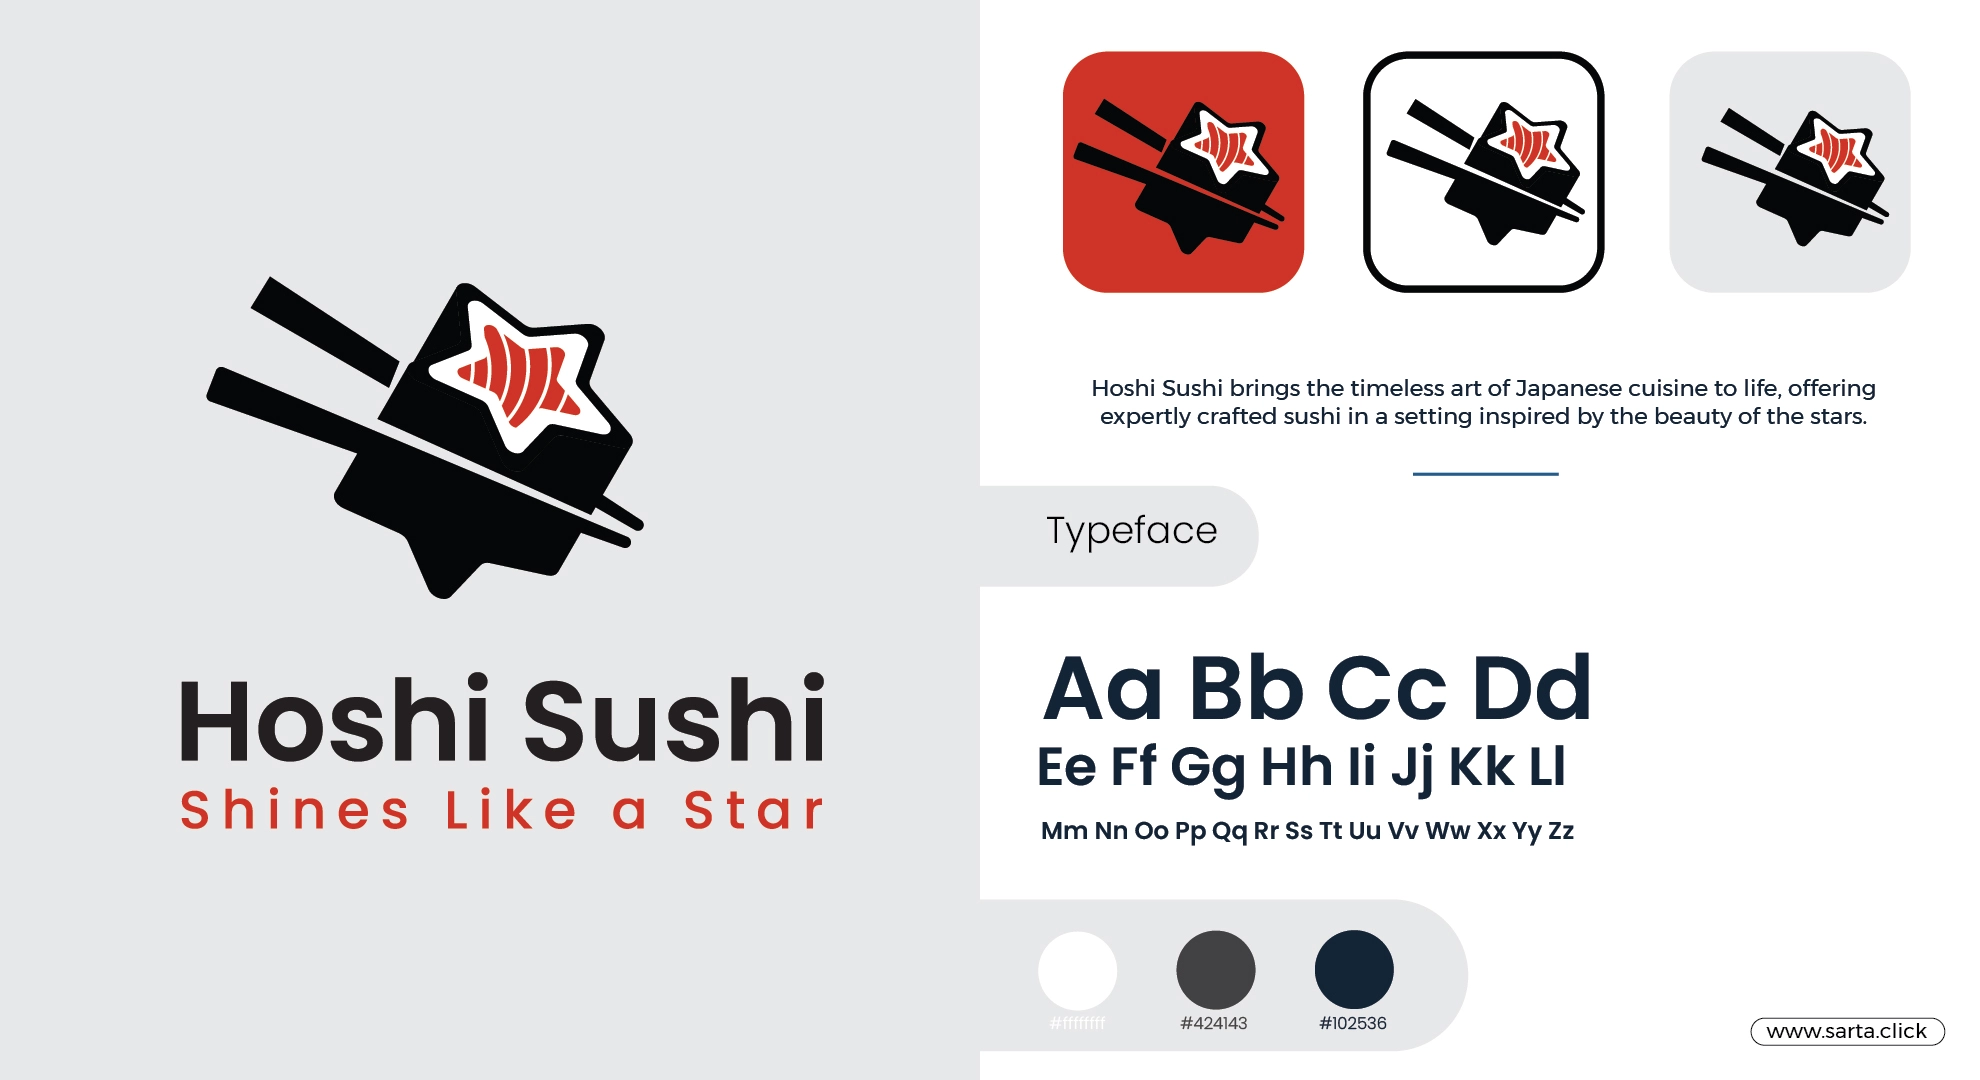 Hoshi Sushi
Shines Like a Star
Hoshi Sushi brings the timeless art of Japanese cuisine to life, offering
expertly crafted sushi in a setting inspired by the beauty of the stars.
Typeface
Aa Bb Cc Dd
Ee Ff Gg Hh Ii Jj Kk Ll
Mm Nn Oo Pp Qq Rr Ss Tt Uu Vv Ww Xx Yy Zz
#ffffffff
#424143
#102536
www.sarta.click